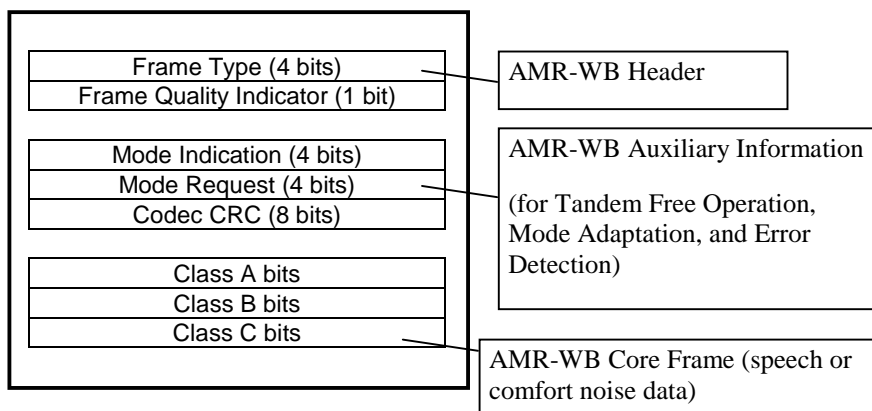 Frame Type (4 bits)
Frame Quality Indicator (1 bit)
AMR-WB Header
Mode Indication (4 bits)
Mode Request (4 bits)
Codec CRC (8 bits)
AMR-WB Auxiliary Information
(for Tandem Free Operation,
Mode Adaptation, and Error
Detection)
Class A bits
Class B bits
Class C bits
AMR-WB Core Frame (speech or
comfort noise data)